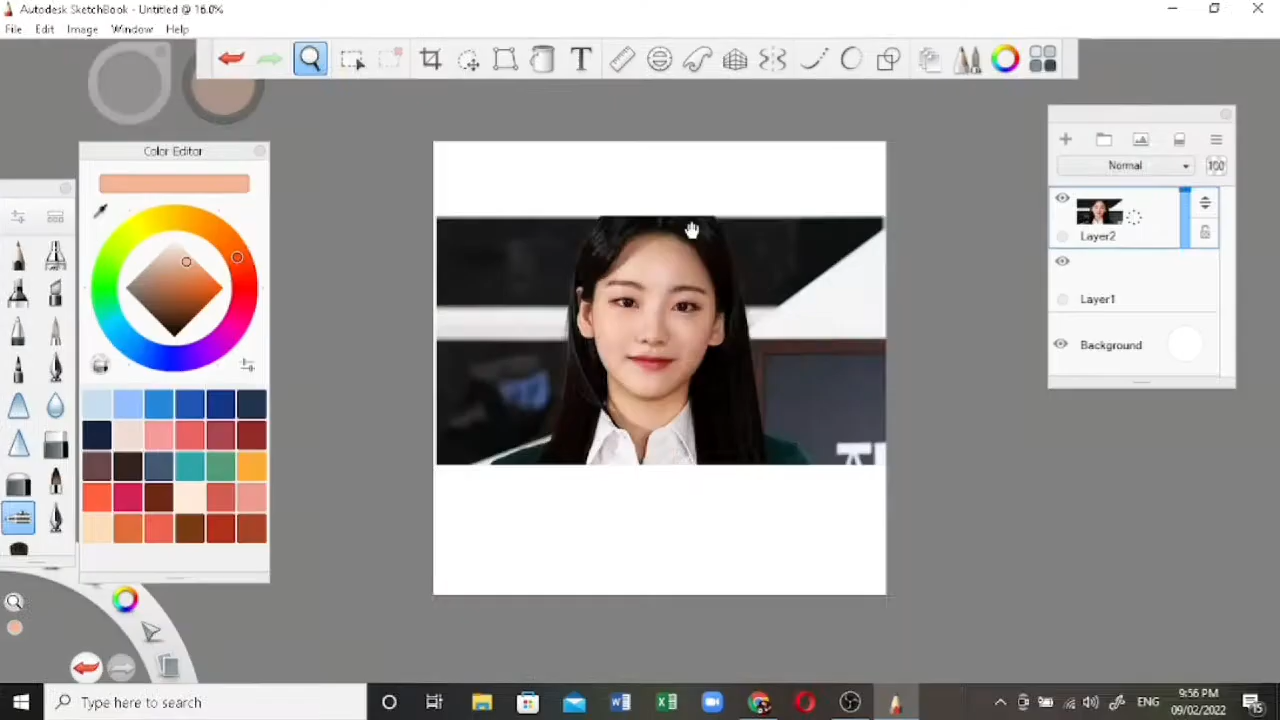 Autodesk SketchBook - Untitled @ 16.0%
File Edit Image Window Help
T
Color Editor
Normal 100
Layer2
Layer1
Background
Type here to search
ENG
9:56 PM
09/02/2022
15